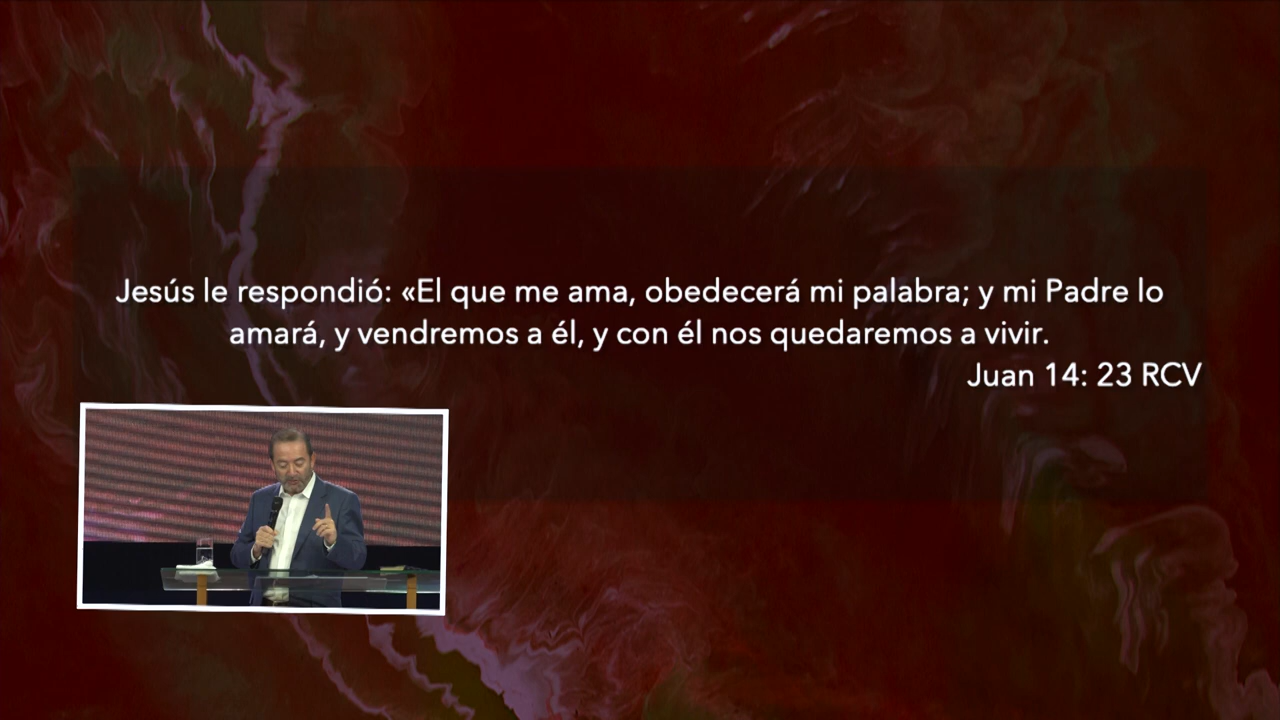 Jesús le respondió: «El que me ama, obedecerá mi palabra; y mi Padre lo
amará, y vendremos a él, y con él nos quedaremos a vivir.
Juan 14: 23 RCV